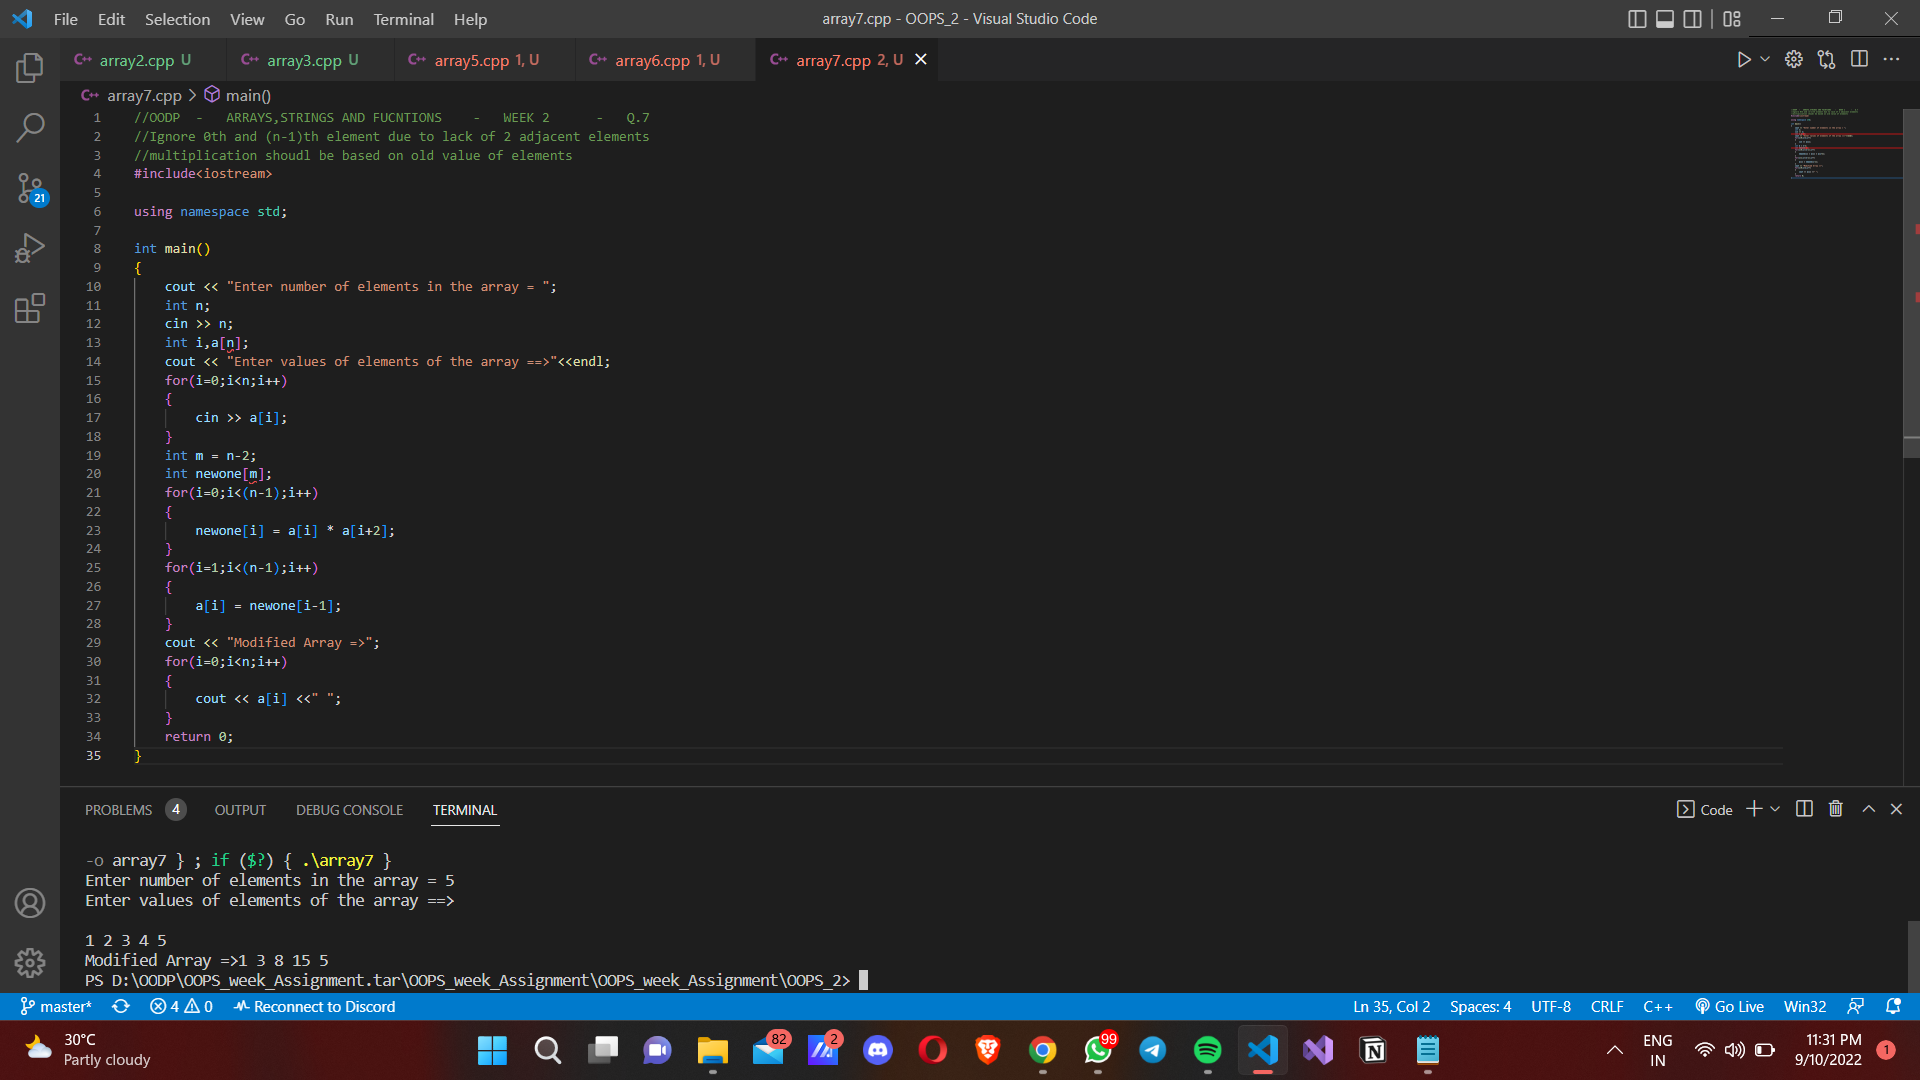 File Edit Selection View Go Run Terminal Help
array7.cpp - OOPS_2 - Visual Studio Code
C++ array2.cpp U C++ array3.cpp U C++ array5.cpp 1, U C++ array6.cpp 1, U C++ array7.cpp 2, U
C++ array7.cpp > main()
1 //OODP - ARRAYS,STRINGS AND FUCNTIONS - WEEK 2 - Q.7
2 //Ignore 0th and (n-1)th element due to lack of 2 adjacent elements
3 //multiplication shoudl be based on old value of elements
4 #include<iostream>
5
6 using namespace std;
7
8 int main()
9 {
10 cout << "Enter number of elements in the array = ";
11 int n;
12 cin >> n;
13 int i,a[n];
14 cout << "Enter values of elements of the array ==>"<<endl;
15 for(i=0;i<n;i++)
16 {
17 cin >> a[i];
18 }
19 int m = n-2;
20 int newone[m];
21 for(i=0;i<(n-1);i++)
22 {
23 newone[i] = a[i] * a[i+2];
24 }
25 for(i=1;i<(n-1);i++)
26 {
27 a[i] = newone[i-1];
28 }
29 cout << "Modified Array =>";
30 for(i=0;i<n;i++)
31 {
32 cout << a[i] <<" ";
33 }
34 return 0;
35 }
21
PROBLEMS 4 OUTPUT DEBUG CONSOLE TERMINAL
Code
-o array7 } ; if ($?) { .\array7 }
Enter number of elements in the array = 5
Enter values of elements of the array ==>
1 2 3 4 5
Modified Array =>1 3 8 15 5
PS D:\OODP\OOPS_week_Assignment.tar\OOPS_week_Assignment\OOPS_week_Assignment\OOPS_2>
master* 4 0 Reconnect to Discord
Ln 35, Col 2 Spaces: 4 UTF-8 CRLF C++ Go Live Win32
30°C
Partly cloudy
82 2 99
ENG
IN
11:31 PM
9/10/2022
1